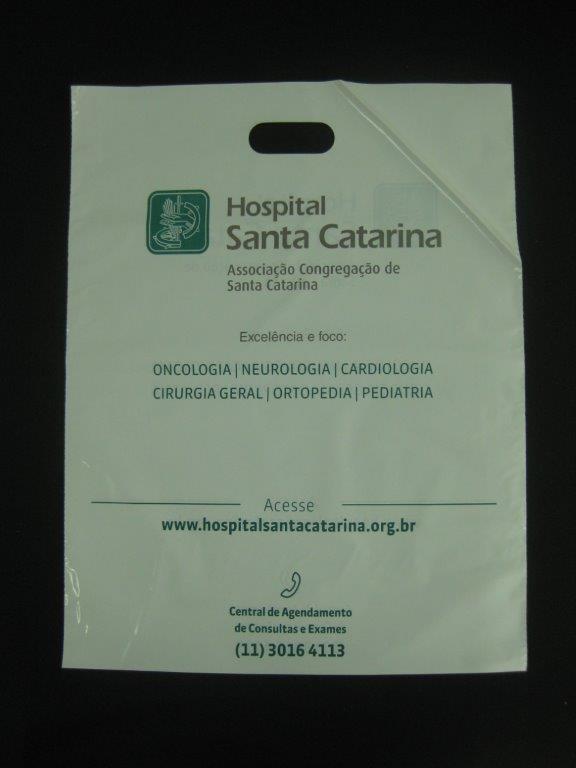 Hospital
Santa Catarina
Associação Congregação de
Santa Catarina
Excelência e foco:
ONCOLOGIA | NEUROLOGIA | CARDIOLOGIA
CIRURGIA GERAL | ORTOPEDIA | PEDIATRIA
Acesse
www.hospitalsantacatarina.org.br
Central de Agendamento
de Consultas e Exames
(11) 3016 4113